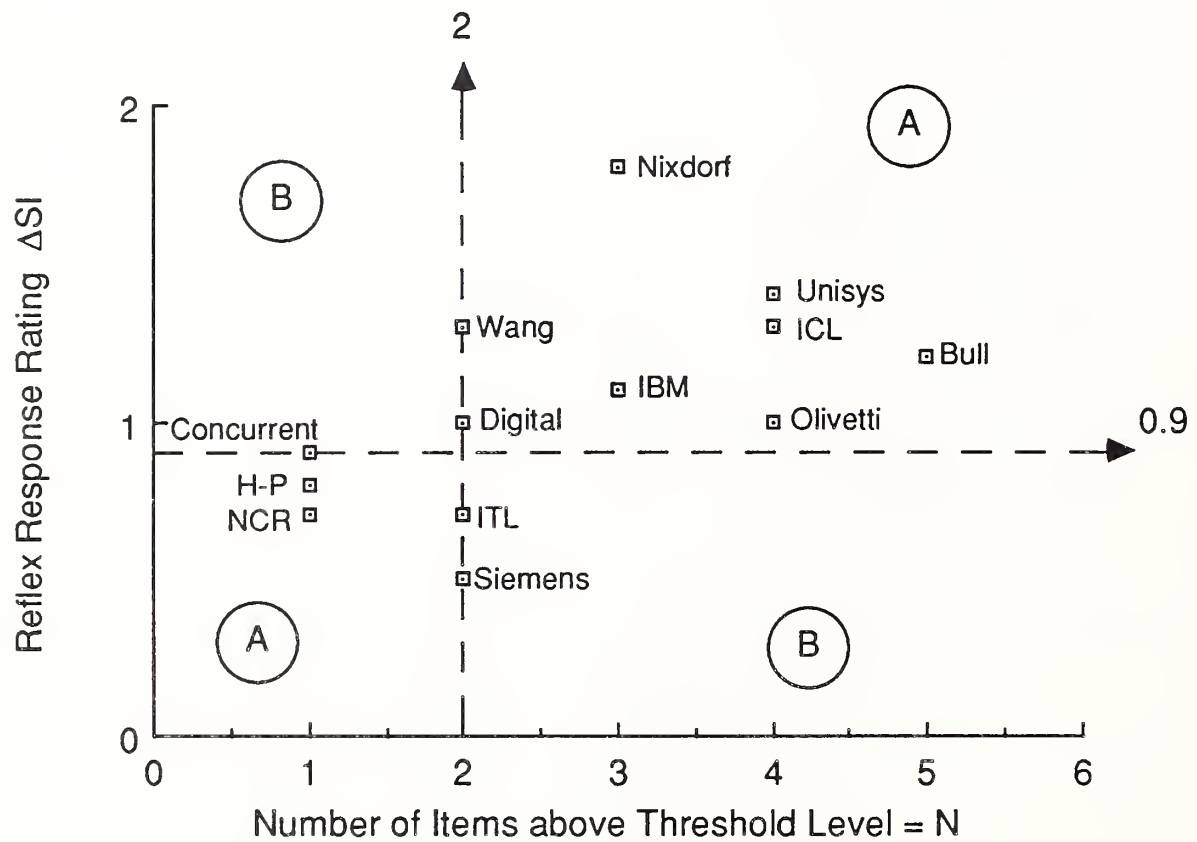 2
2
A
B
Nixdorf
Unisys
Wang
ICL
Bull
IBM
1
Concurrent
Digital
Olivetti
0.9
H-P
NCR
ITL
Siemens
A
B
0
0 1 2 3 4 5 6
Number of Items above Threshold Level = N
Reflex Response Rating ΔSI